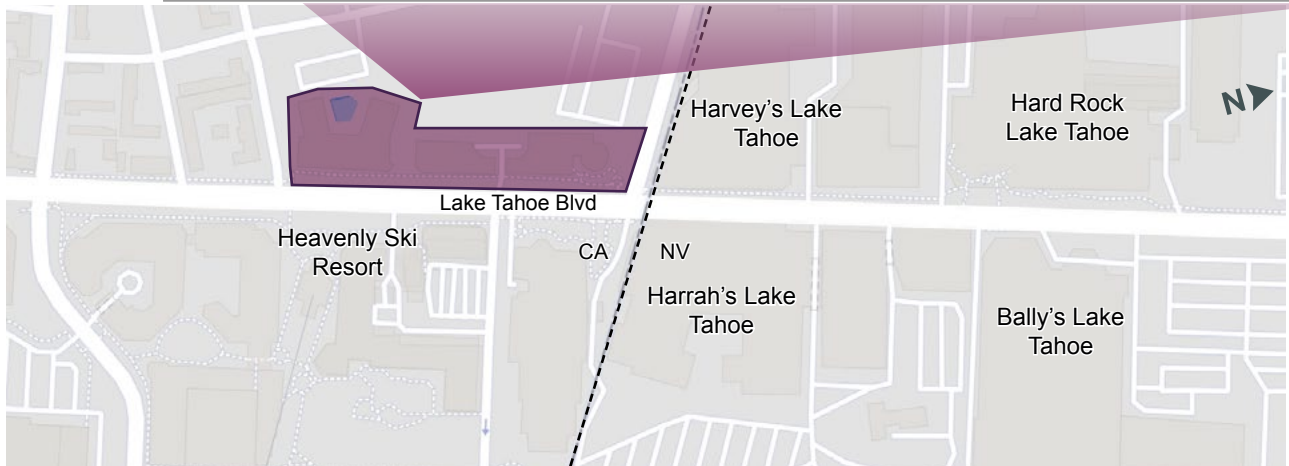 Harvey's Lake
Tahoe
Hard Rock
Lake Tahoe
N
Lake Tahoe Blvd
Heavenly Ski
Resort
CA
NV
Harrah's Lake
Tahoe
Bally's Lake
Tahoe